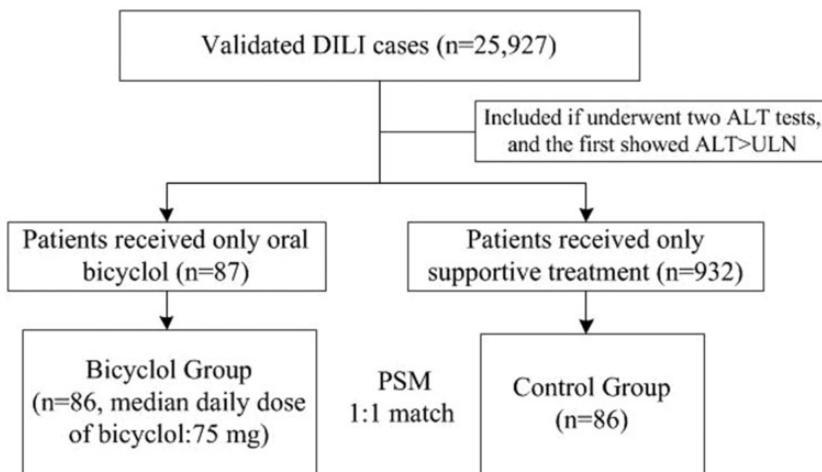 Validated DILI cases (n=25,927)
Included if underwent two ALT tests,
and the first showed ALT>ULN
Patients received only oral
bicyclol (n=87)
Patients received only
supportive treatment (n=932)
Bicyclol Group
(n=86, median daily dose
of bicyclol:75 mg)
PSM
1:1 match
Control Group
(n=86)